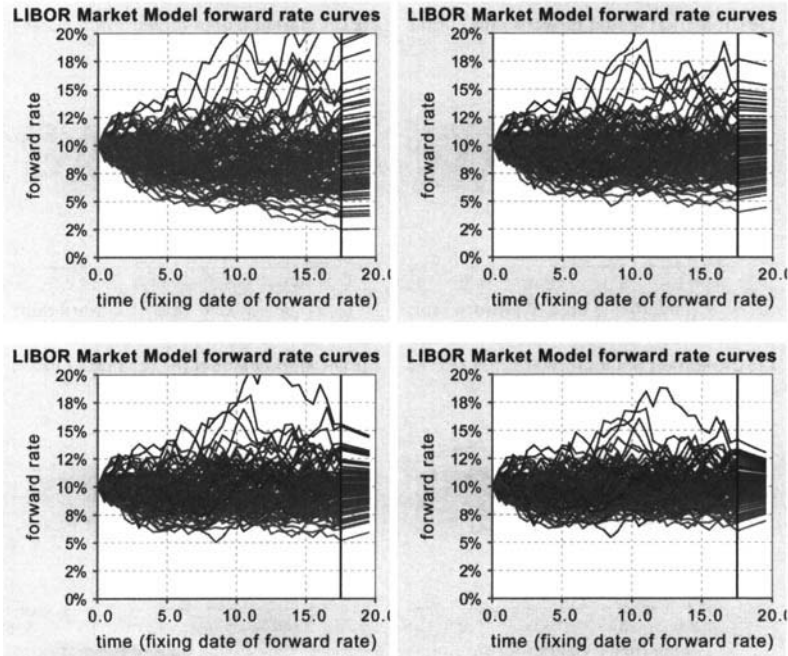 LIBOR Market Model forward rate curves
20%
18%
15%
12%
10%
8%
5%
2%
0%
forward rate
0.0 5.0 10.0 15.0 20.
time (fixing date of forward rate)
LIBOR Market Model forward rate curves
20%
18%
15%
12%
10%
8%
5%
2%
0%
forward rate
0.0 5.0 10.0 15.0 20.0
time (fixing date of forward rate)
LIBOR Market Model forward rate curves
20%
18%
15%
12%
10%
8%
5%
2%
0%
forward rate
0.0 5.0 10.0 15.0 20.
time (fixing date of forward rate)
LIBOR Market Model forward rate curves
20%
18%
15%
12%
10%
8%
5%
2%
0%
forward rate
0.0 5.0 10.0 15.0 20.0
time (fixing date of forward rate)